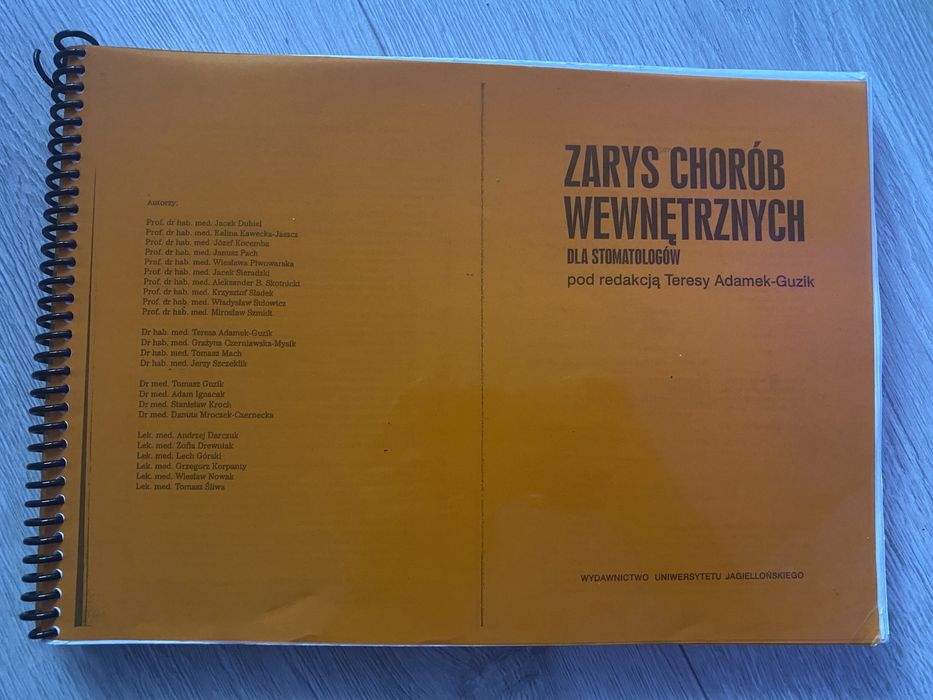 Autorzy:
Prof. dr hab. med. Jacek Dubiel
Prof. dr hab. med. Kalina Kawecka-Jaszcz
Prof. dr hab. med. Józef Kocemba
Prof. dr hab. med. Janusz Pach
Prof. dr hab. med. Wiesława Piwowarska
Prof. dr hab. med. Jacek Sieradzki
Prof. dr hab. med. Aleksander B. Skotnicki
Prof. dr hab. med. Krzysztof Sładek
Prof. dr hab. med. Władysław Sułowicz
Prof. dr hab. med. Mirosław Szmidt
Dr hab. med. Teresa Adamek-Guzik
Dr hab. med. Grażyna Czerniawska-Mysik
Dr hab. med. Tomasz Mach
Dr hab. med. Jerzy Szczeklik
Dr med. Tomasz Guzik
Dr med. Adam Ignacak
Dr med. Stanisław Kroch
Dr med. Danuta Mroczek-Czernecka
Lek. med. Andrzej Darczuk
Lek. med. Zofia Drewniak
Lek. med. Lech Górski
Lek. med. Grzegorz Korpanty
Lek. med. Wiesław Nowak
Lek. med. Tomasz Śliwa
ZARYS CHORÓB
WEWNĘTRZNYCH
DLA STOMATOLOGÓW
pod redakcją Teresy Adamek-Guzik
WYDAWNICTWO UNIWERSYTETU JAGIELLOŃSKIEGO